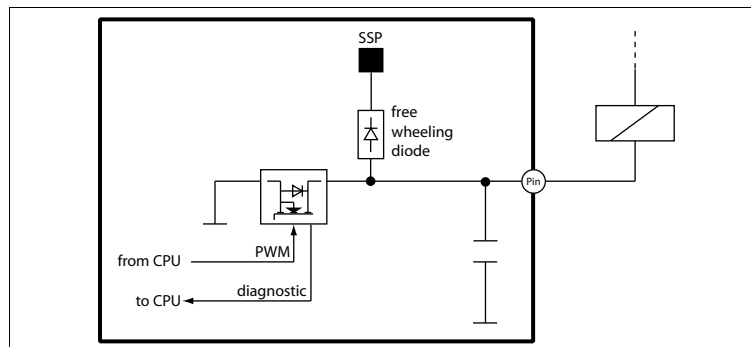 SSP
free
wheeling
diode
Pin
from CPU
PWM
to CPU
diagnostic